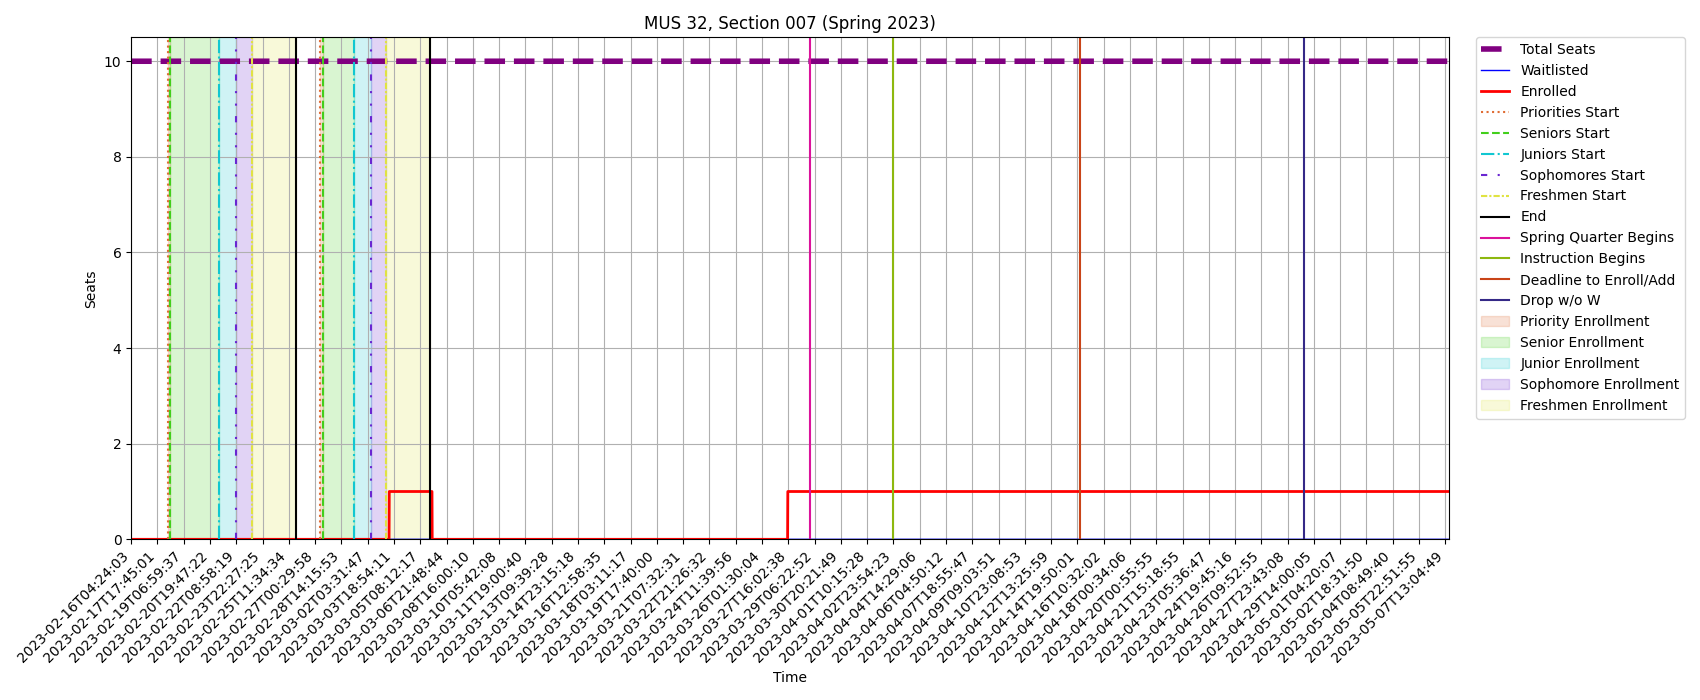 MUS 32, Section 007 (Spring 2023)
Seats
10
8
6
4
2
0
2023-02-16T04:24:03
2023-02-17T17:45:01
2023-02-19T06:59:37
2023-02-20T19:47:22
2023-02-22T08:58:19
2023-02-23T22:27:23
2023-02-25T11:34:34
2023-02-27T00:29:58
2023-02-28T14:15:53
2023-03-02T03:31:47
2023-03-03T18:54:11
2023-03-05T08:12:17
2023-03-06T21:48:44
2023-03-08T16:00:10
2023-03-10T05:42:08
2023-03-11T19:00:40
2023-03-13T09:39:28
2023-03-14T23:15:18
2023-03-16T12:58:35
2023-03-18T03:11:17
2023-03-19T17:40:00
2023-03-21T07:32:31
2023-03-22T21:26:32
2023-03-24T11:39:56
2023-03-26T01:30:04
2023-03-27T16:02:38
2023-03-29T06:22:52
2023-03-30T20:21:49
2023-04-01T10:15:28
2023-04-02T23:54:23
2023-04-04T14:29:06
2023-04-06T04:50:12
2023-04-07T18:55:47
2023-04-09T09:03:51
2023-04-10T23:08:53
2023-04-12T13:25:59
2023-04-14T19:50:01
2023-04-16T10:32:02
2023-04-18T00:34:06
2023-04-20T00:55:55
2023-04-21T15:18:55
2023-04-23T05:36:47
2023-04-24T19:45:16
2023-04-26T09:52:55
2023-04-27T23:43:08
2023-04-29T14:00:05
2023-05-01T04:20:07
2023-05-02T18:31:50
2023-05-04T08:49:40
2023-05-05T22:51:55
2023-05-07T13:04:49
Time
Total Seats
Waitlisted
Enrolled
Priorities Start
Seniors Start
Juniors Start
Sophomores Start
Freshmen Start
End
Spring Quarter Begins
Instruction Begins
Deadline to Enroll/Add
Drop w/o W
Priority Enrollment
Senior Enrollment
Junior Enrollment
Sophomore Enrollment
Freshmen Enrollment